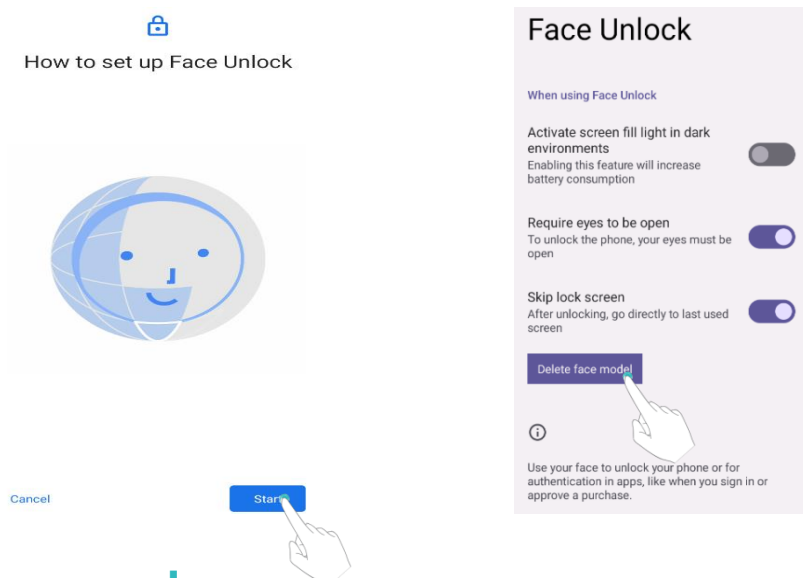 How to set up Face Unlock
Cancel
Start
Face Unlock
When using Face Unlock
Activate screen fill light in dark
environments
Enabling this feature will increase
battery consumption
Require eyes to be open
To unlock the phone, your eyes must be
open
Skip lock screen
After unlocking, go directly to last used
screen
Delete face model
Use your face to unlock your phone or for
authentication in apps, like when you sign in or
approve a purchase.